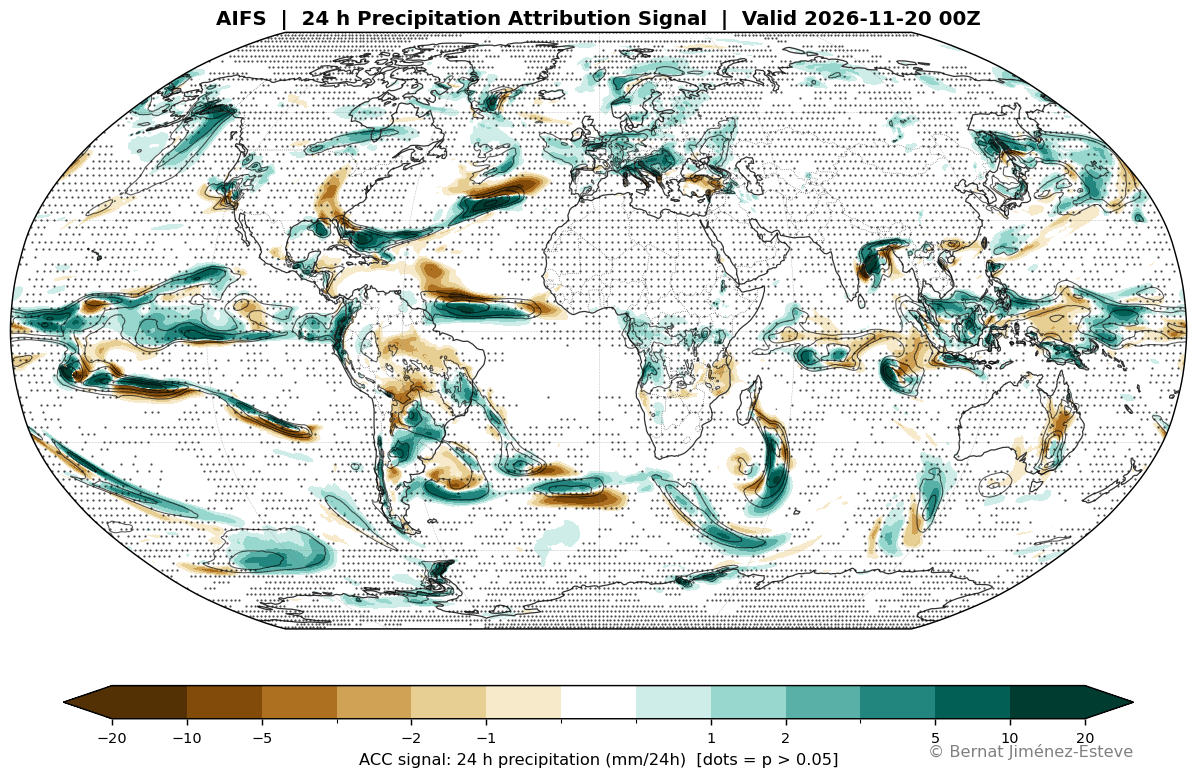 AIFS | 24 h Precipitation Attribution Signal | Valid 2026-11-20 00Z
−20 −10 −5 −2 −1 1 2 5 10 20
© Bernat Jiménez-Esteve
ACC signal: 24 h precipitation (mm/24h) [dots = p > 0.05]